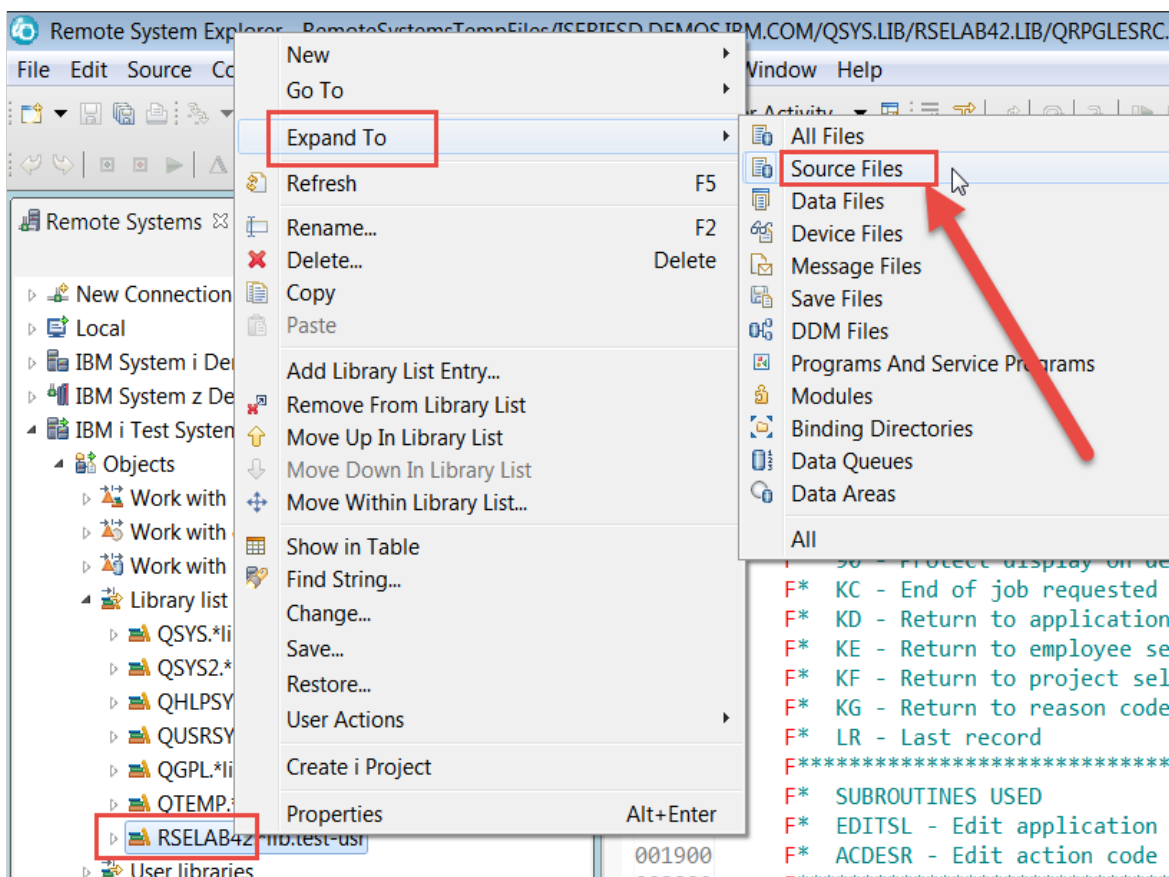 Remote System Explorer - RemoteSystemsTempFiles/ISERIESD.DEMOS.IBM.COM/QSYS.LIB/RSELAB42.LIB/QRPGLESRC.
File Edit Source Co
Window Help
r Activity
Remote Systems
New Connection
Local
IBM System i De
IBM System z De
IBM i Test System
Objects
Work with
Work with
Work with
Library list
QSYS.*li
QSYS2.*
QHLPSY
QUSRSY
QGPL.*li
QTEMP.*
RSELAB42.*lib.test-usr
User libraries
New
Go To
Expand To
Refresh F5
Rename... F2
Delete... Delete
Copy
Paste
Add Library List Entry...
Remove From Library List
Move Up In Library List
Move Down In Library List
Move Within Library List...
Show in Table
Find String...
Change...
Save...
Restore...
User Actions
Create i Project
Properties Alt+Enter
All Files
Source Files
Data Files
Device Files
Message Files
Save Files
DDM Files
Programs And Service Programs
Modules
Binding Directories
Data Queues
Data Areas
All
F* 90 - Protect display on de
F* KC - End of job requested
F* KD - Return to application
F* KE - Return to employee se
F* KF - Return to project sel
F* KG - Return to reason code
F* LR - Last record
F*****************************
F* SUBROUTINES USED
F* EDITSL - Edit application
001900 F* ACDESR - Edit action code